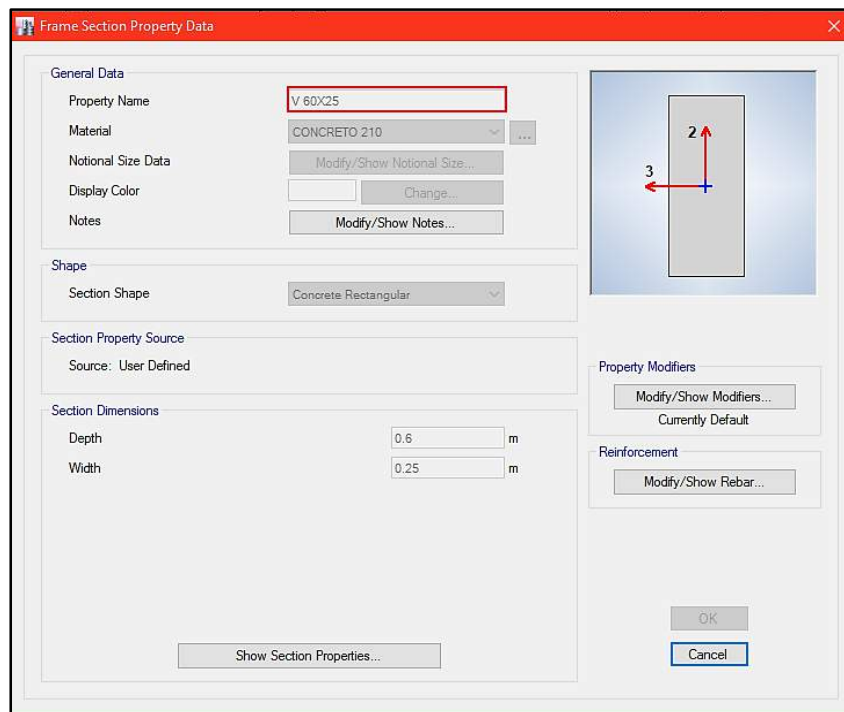 Frame Section Property Data
General Data
Property Name V 60X25
Material CONCRETO 210 ...
Notional Size Data Modify/Show Notional Size...
Display Color Change...
Notes Modify/Show Notes...
Shape
Section Shape Concrete Rectangular
Section Property Source
Source: User Defined
Section Dimensions
Depth 0.6 m
Width 0.25 m
Show Section Properties...
2
3
Property Modifiers
Modify/Show Modifiers...
Currently Default
Reinforcement
Modify/Show Rebar...
OK
Cancel